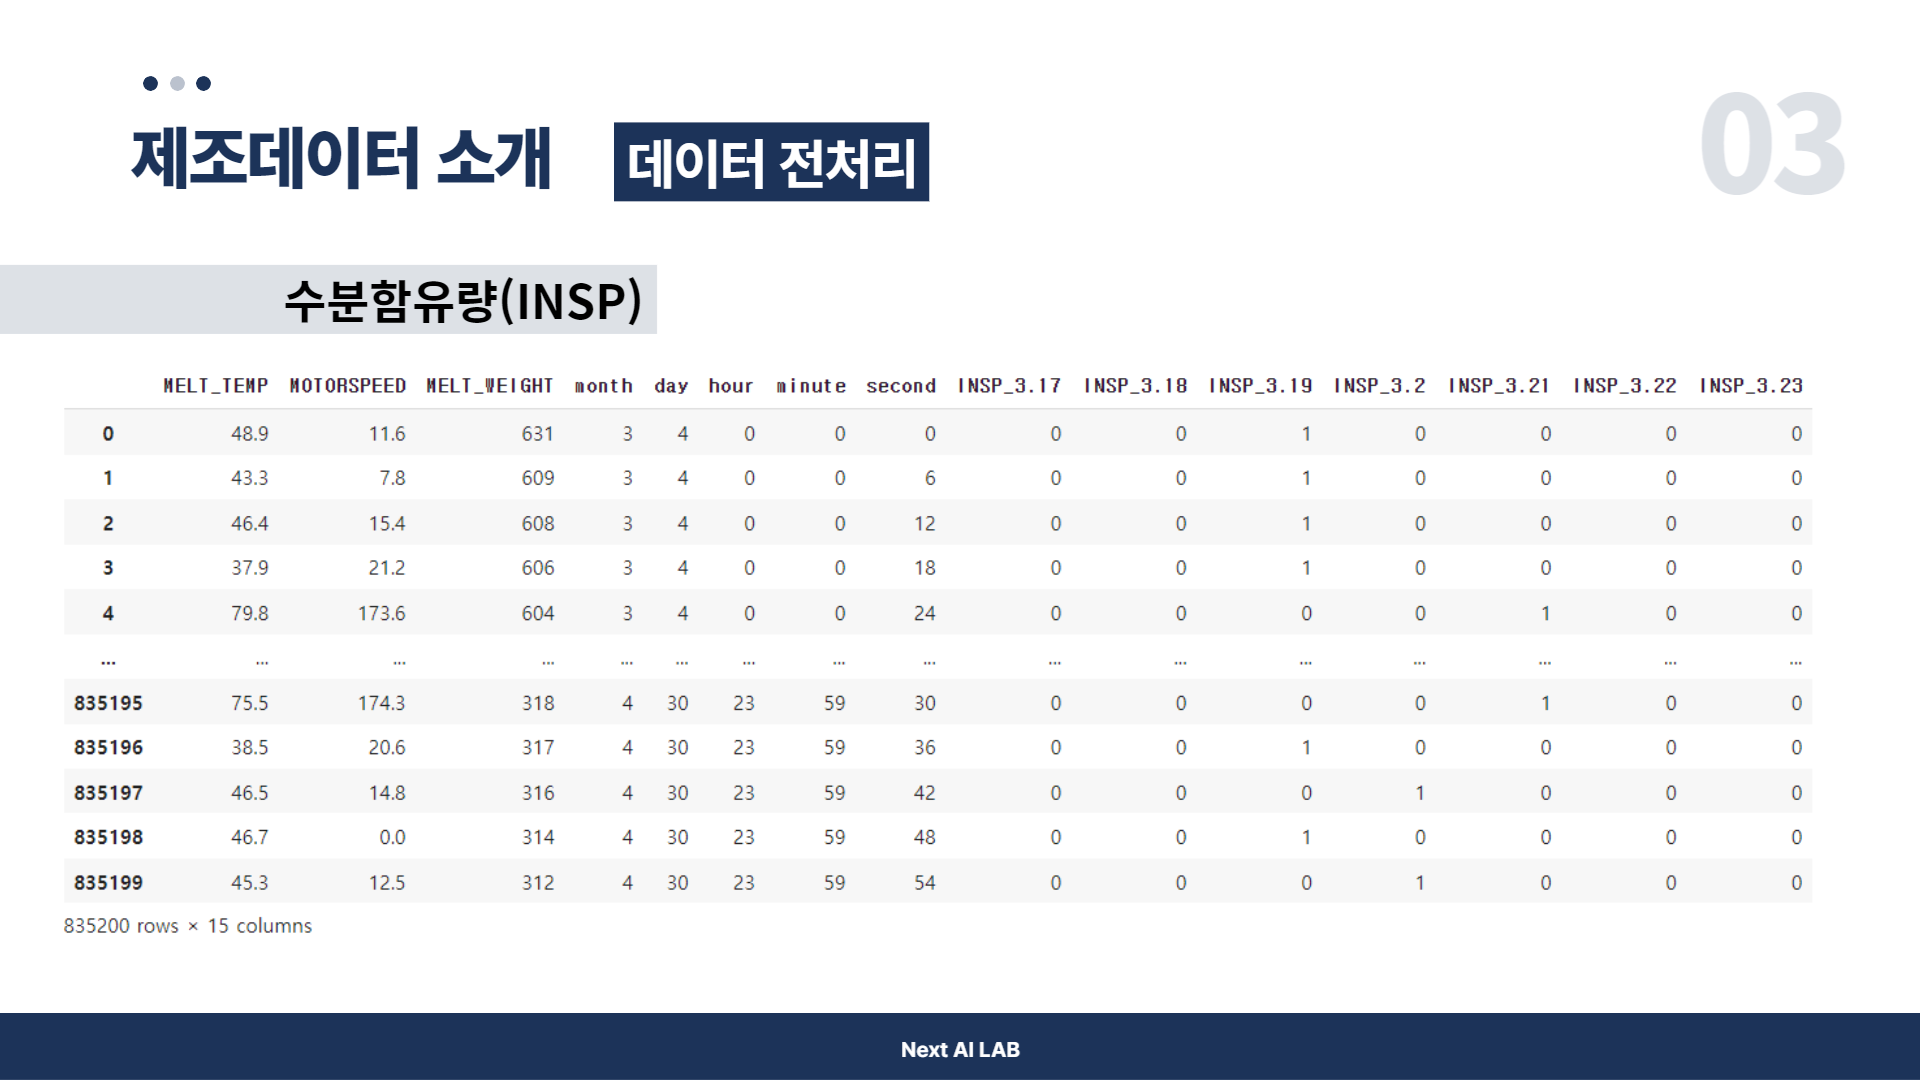 제조데이터 소개 데이터 전처리 03
수분함유량(INSP)
MELT_TEMP MOTORSPEED MELT_WEIGHT month day hour minute second INSP_3.17 INSP_3.18 INSP_3.19 INSP_3.2 INSP_3.21 INSP_3.22 INSP_3.23
0 48.9 11.6 631 3 4 0 0 0 0 0 1 0 0 0 0
1 43.3 7.8 609 3 4 0 0 6 0 0 1 0 0 0 0
2 46.4 15.4 608 3 4 0 0 12 0 0 1 0 0 0 0
3 37.9 21.2 606 3 4 0 0 18 0 0 1 0 0 0 0
4 79.8 173.6 604 3 4 0 0 24 0 0 0 0 1 0 0
... ... ... ... ... ... ... ... ... ... ... ... ... ... ... ...
835195 75.5 174.3 318 4 30 23 59 30 0 0 0 0 1 0 0
835196 38.5 20.6 317 4 30 23 59 36 0 0 1 0 0 0 0
835197 46.5 14.8 316 4 30 23 59 42 0 0 0 1 0 0 0
835198 46.7 0.0 314 4 30 23 59 48 0 0 1 0 0 0 0
835199 45.3 12.5 312 4 30 23 59 54 0 0 0 1 0 0 0
835200 rows × 15 columns
Next AI LAB